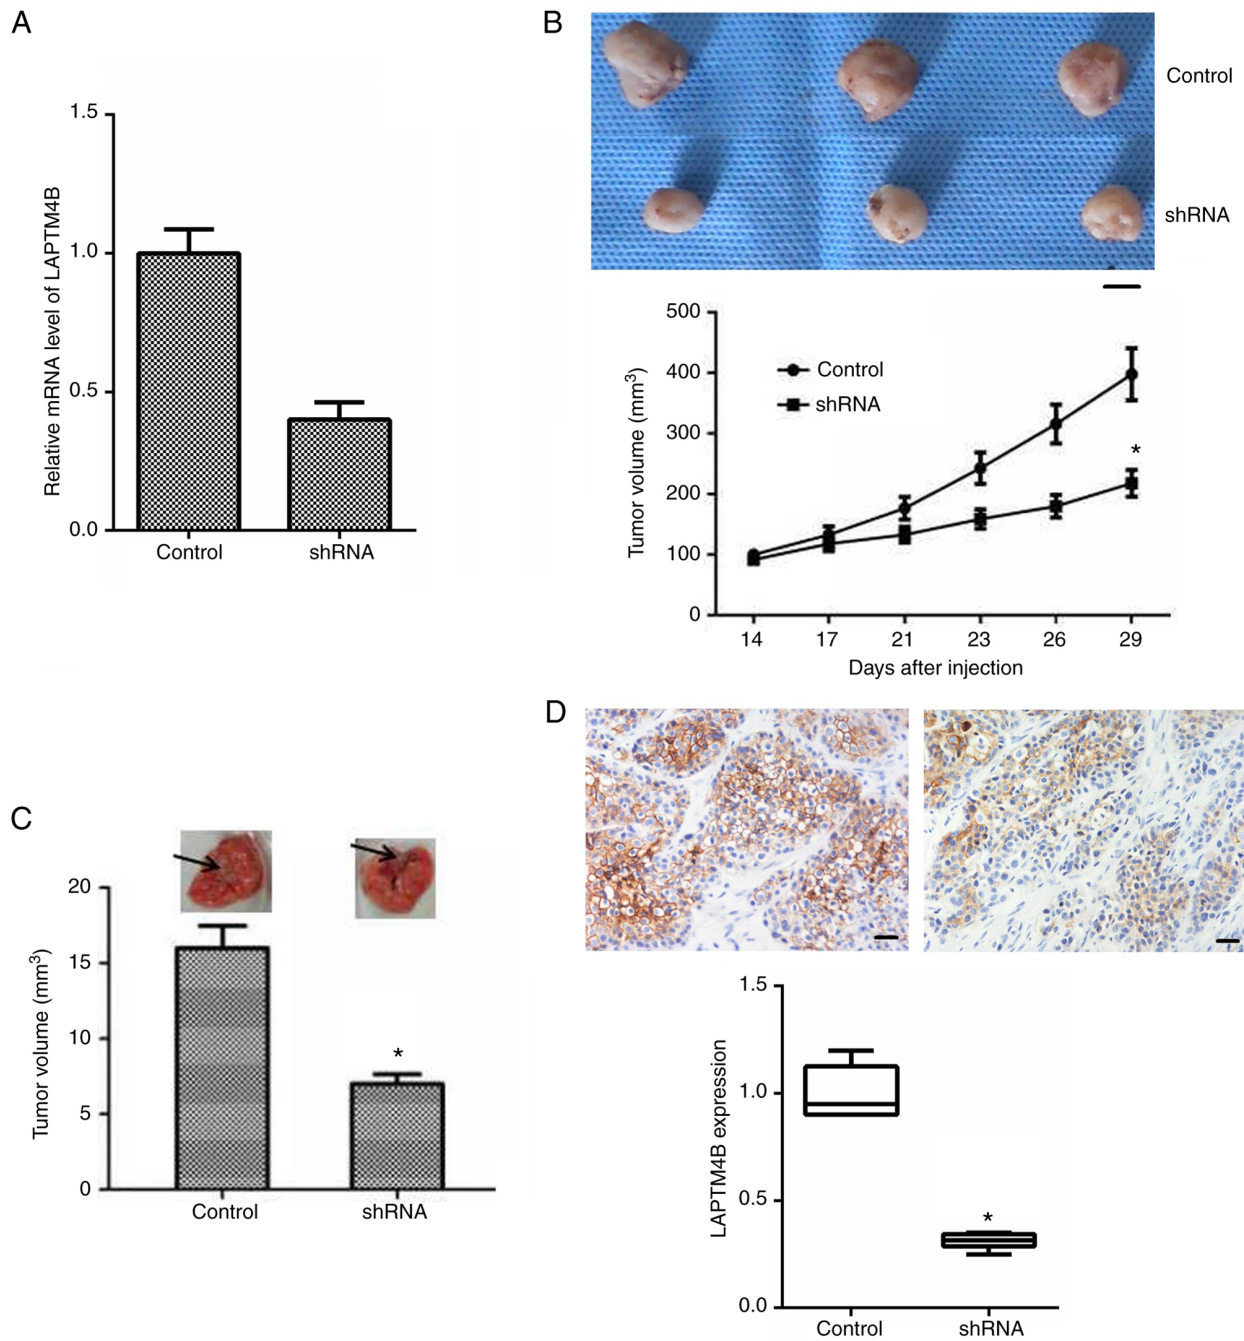 A
1.5
1.0
0.5
0.0
Relative mRNA level of LAPTM4B
Control
shRNA
B
Control
shRNA
500
400
300
200
100
0
Tumor volume (mm³)
Control
shRNA
*
14 17 21 23 26 29
Days after injection
C
20
15
10
5
0
Tumor volume (mm³)
*
Control
shRNA
D
1.5
1.0
0.5
0.0
LAPTM4B expression
*
Control
shRNA